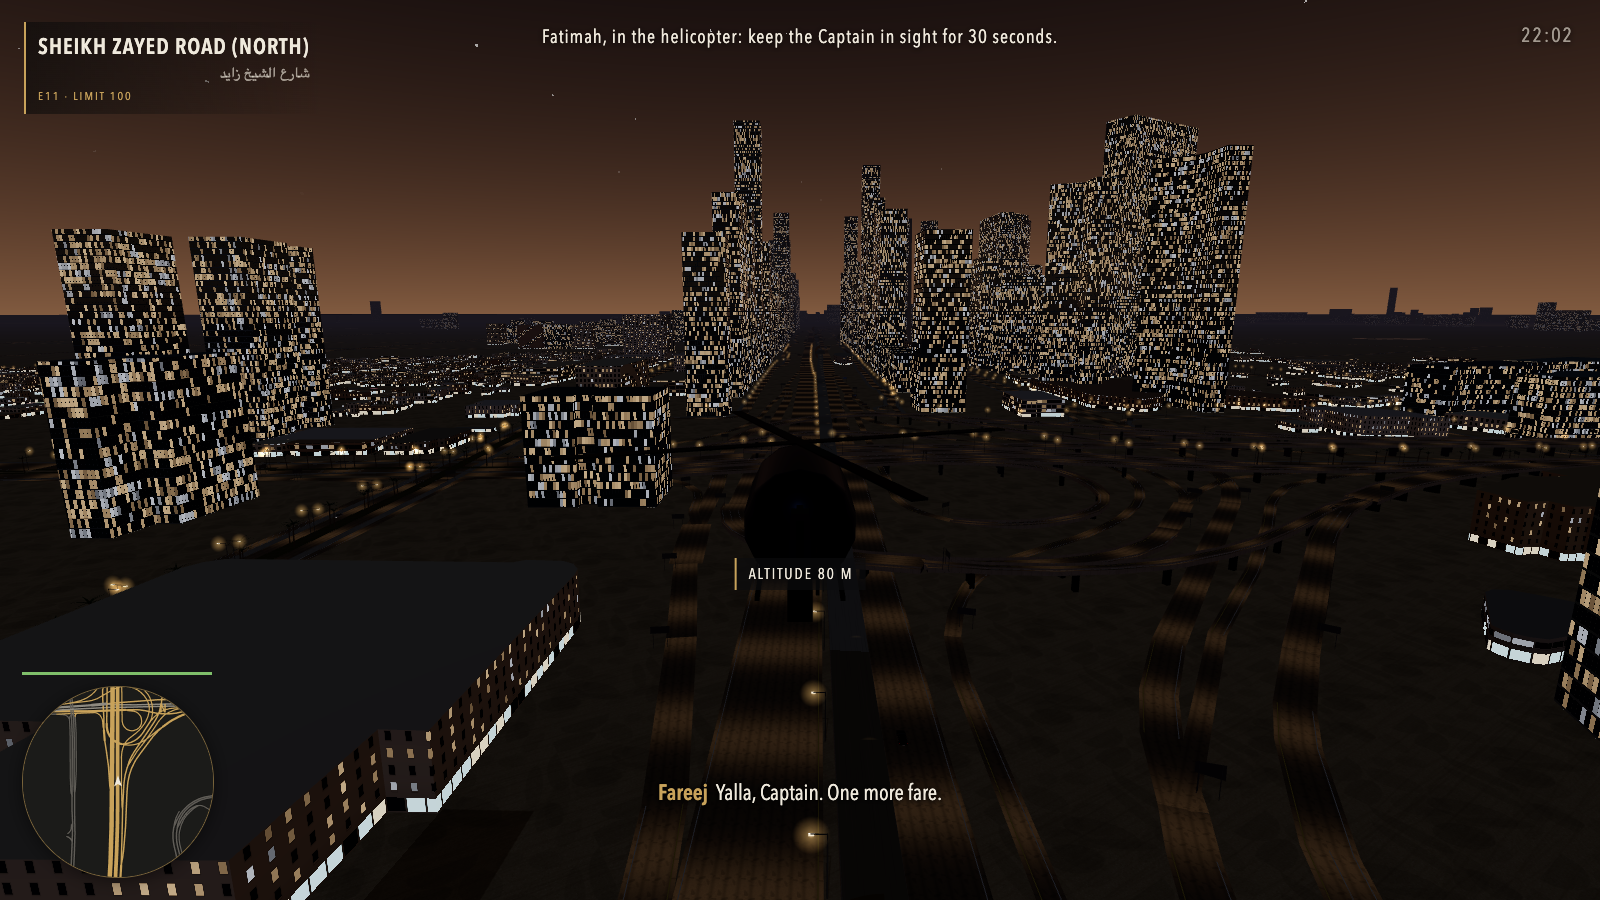 SHEIKH ZAYED ROAD (NORTH)
شارع الشيخ زايد
E11 · LIMIT 100
Fatimah, in the helicopter: keep the Captain in sight for 30 seconds.
22:02
ALTITUDE 80 M
Fareej Yalla, Captain. One more fare.